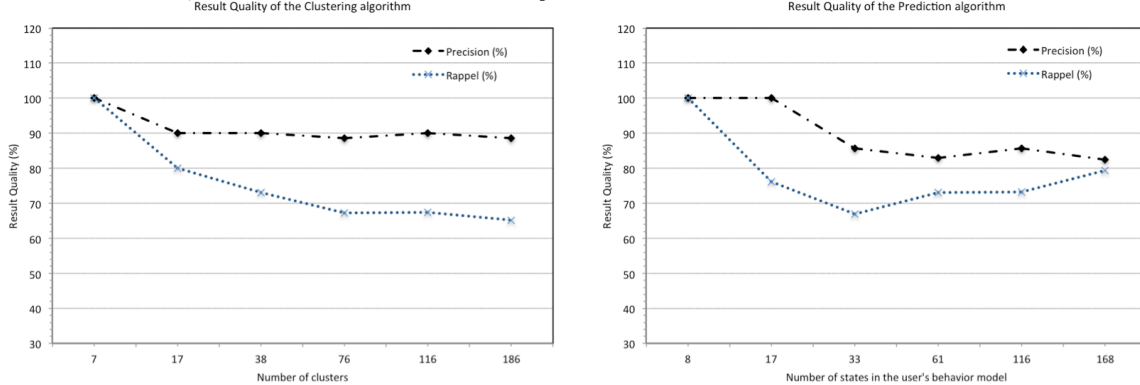 Result Quality of the Clustering algorithm
120
110
100
90
80
70
60
50
40
30
Result Quality (%)
Precision (%)
Rappel (%)
7 17 38 76 116 186
Number of clusters
Result Quality of the Prediction algorithm
120
110
100
90
80
70
60
50
40
30
Result Quality (%)
Precision (%)
Rappel (%)
8 17 33 61 116 168
Number of states in the user's behavior model